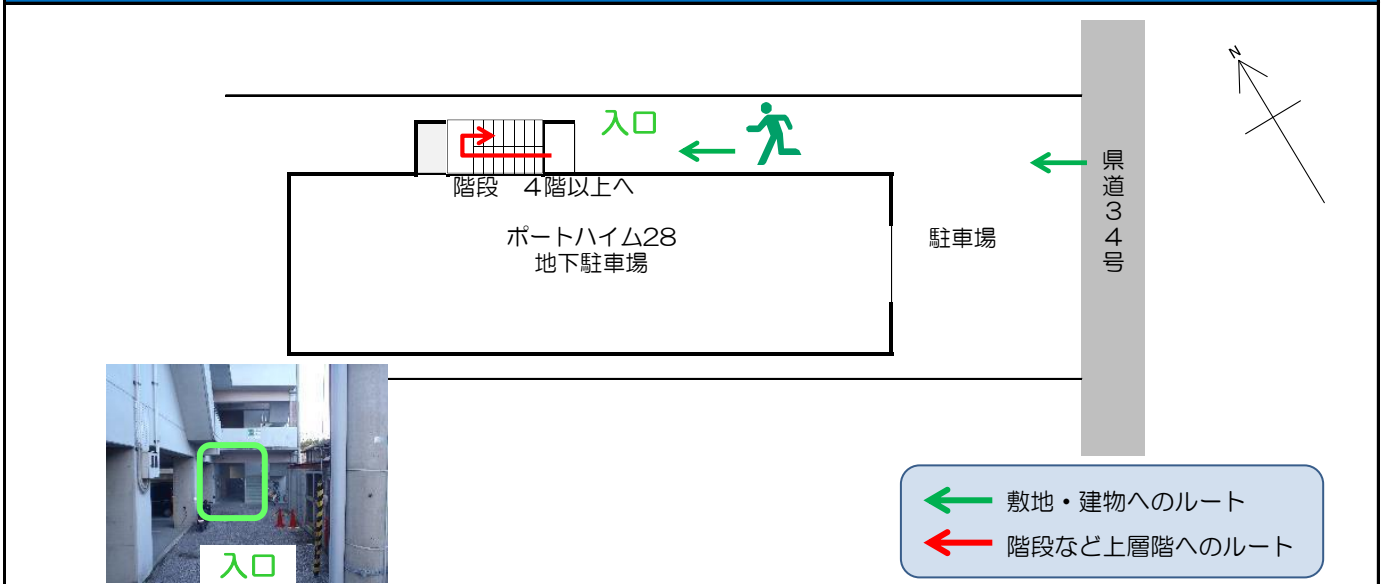 N
入口
県道34号
階段 4階以上へ
ポートハイム28
地下駐車場
駐車場
入口
敷地・建物へのルート
階段など上層階へのルート